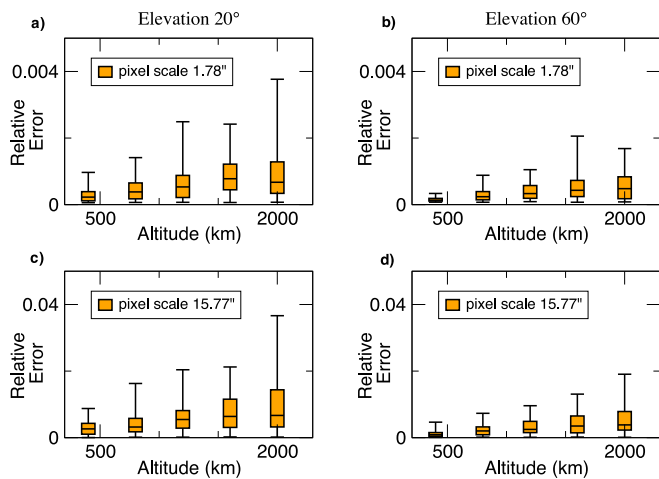 a) Elevation 20° b) Elevation 60°
0.004 pixel scale 1.78" 0.004 pixel scale 1.78"
Relative Error Relative Error
0 0
500 2000 500 2000
Altitude (km) Altitude (km)
c) d)
0.04 pixel scale 15.77" 0.04 pixel scale 15.77"
Relative Error Relative Error
0 0
500 2000 500 2000
Altitude (km) Altitude (km)